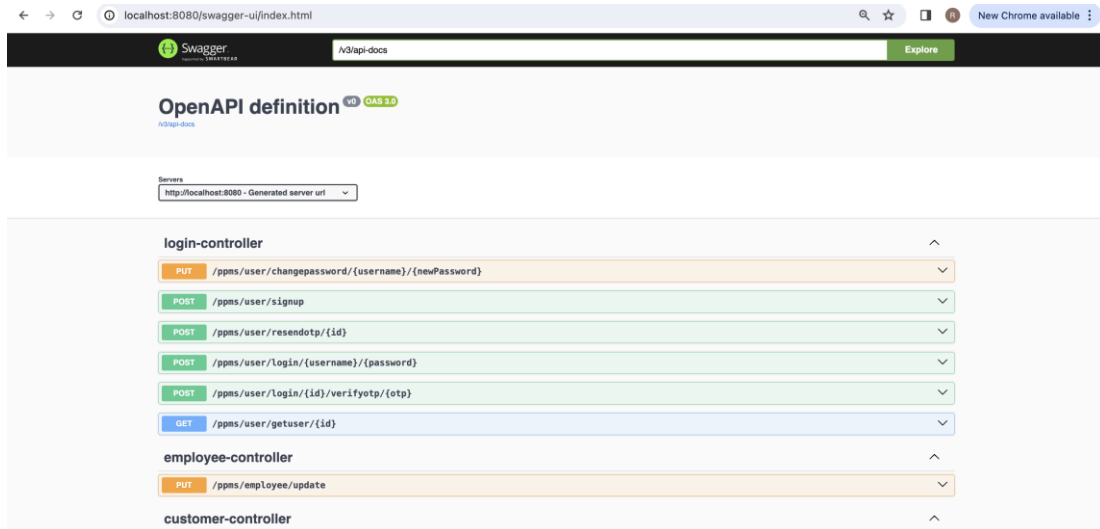 localhost:8080/swagger-ui/index.html
R
New Chrome available
Swagger.
Supported by SMARTBEAR
/v3/api-docs
Explore
OpenAPI definition v0 OAS 3.0
/v3/api-docs
Servers
http://localhost:8080 - Generated server url
login-controller
PUT /ppms/user/changepassword/{username}/{newPassword}
POST /ppms/user/signup
POST /ppms/user/resendotp/{id}
POST /ppms/user/login/{username}/{password}
POST /ppms/user/login/{id}/verifyotp/{otp}
GET /ppms/user/getuser/{id}
employee-controller
PUT /ppms/employee/update
customer-controller